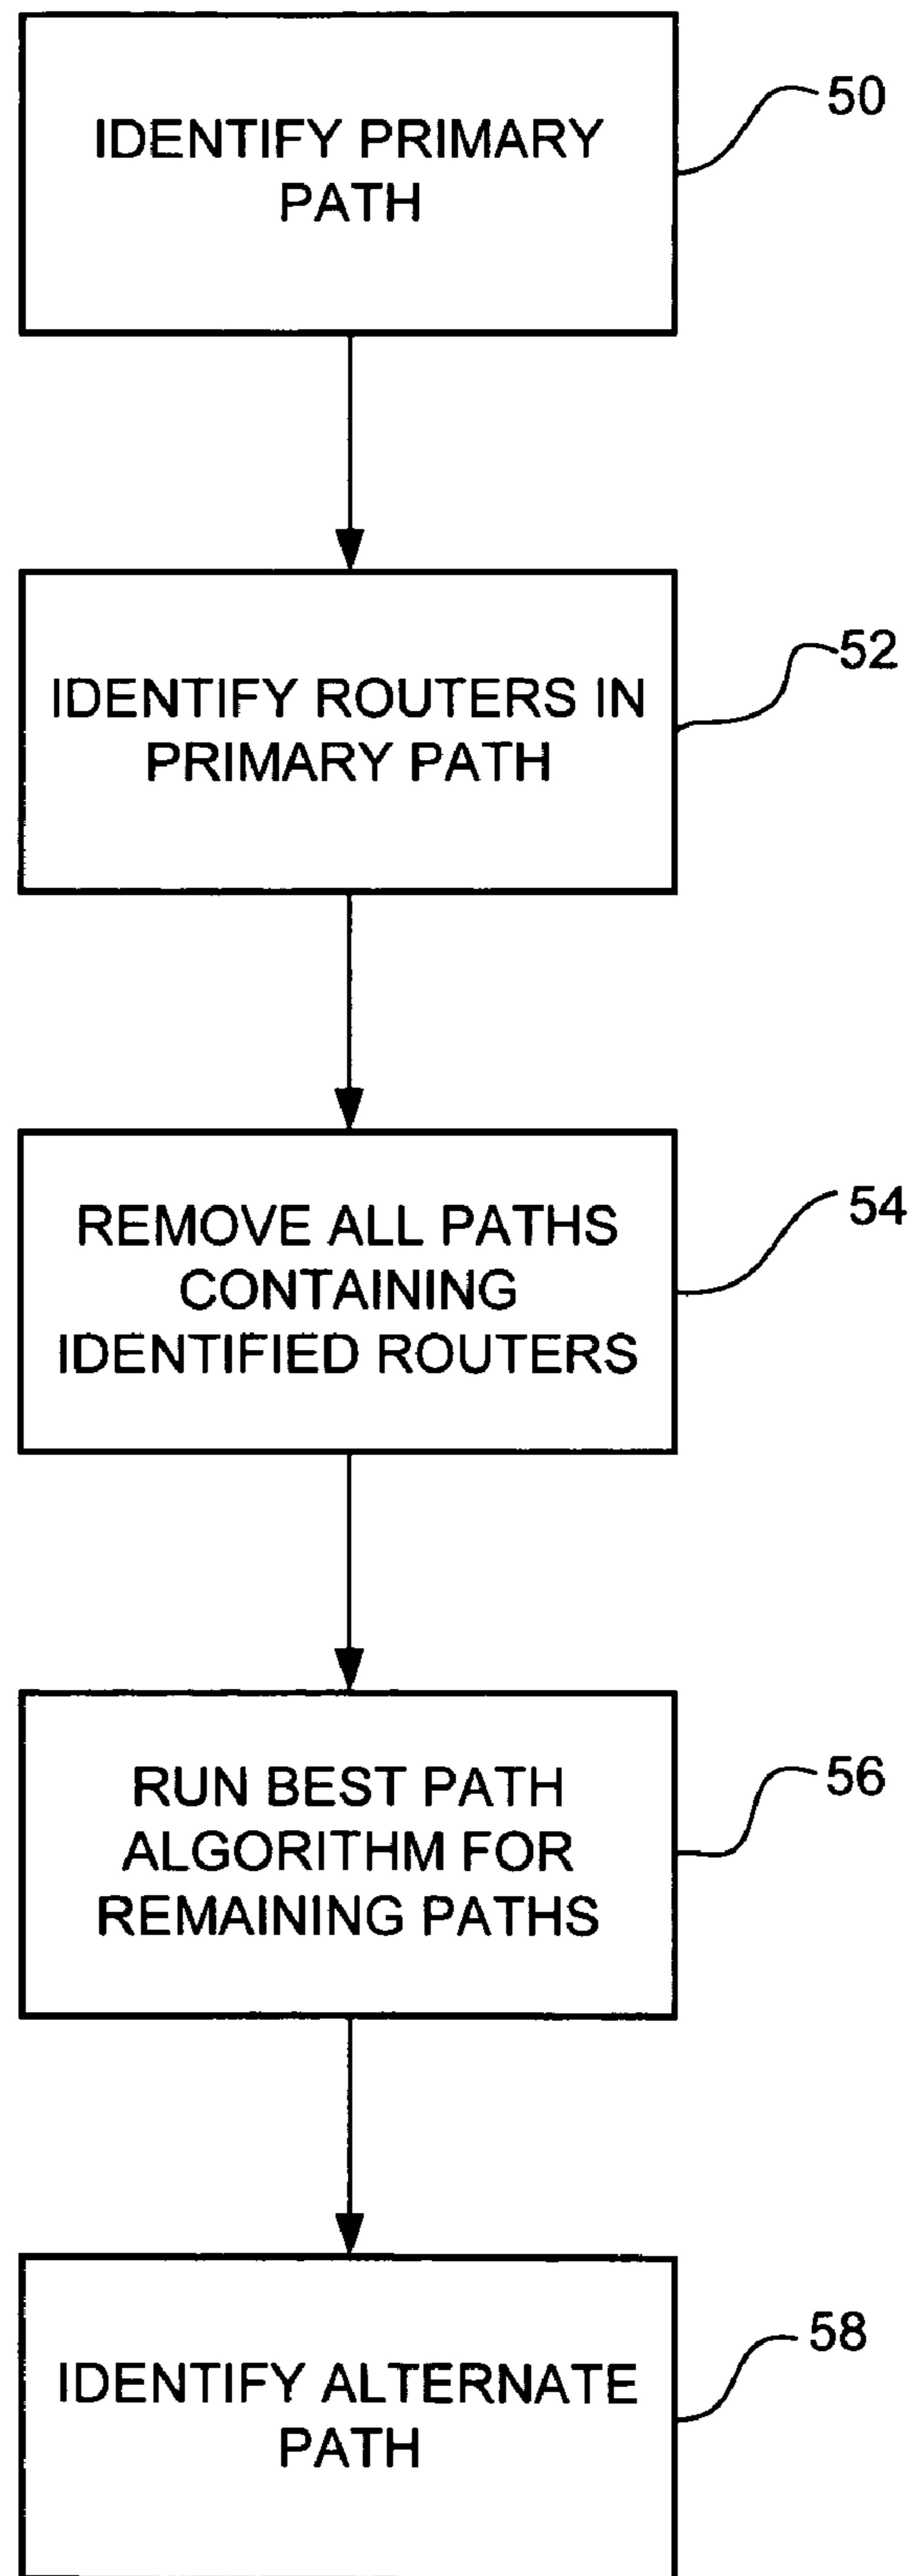 IDENTIFY PRIMARY
PATH
50
IDENTIFY ROUTERS IN
PRIMARY PATH
52
REMOVE ALL PATHS
CONTAINING
IDENTIFIED ROUTERS
54
RUN BEST PATH
ALGORITHM FOR
REMAINING PATHS
56
IDENTIFY ALTERNATE
PATH
58